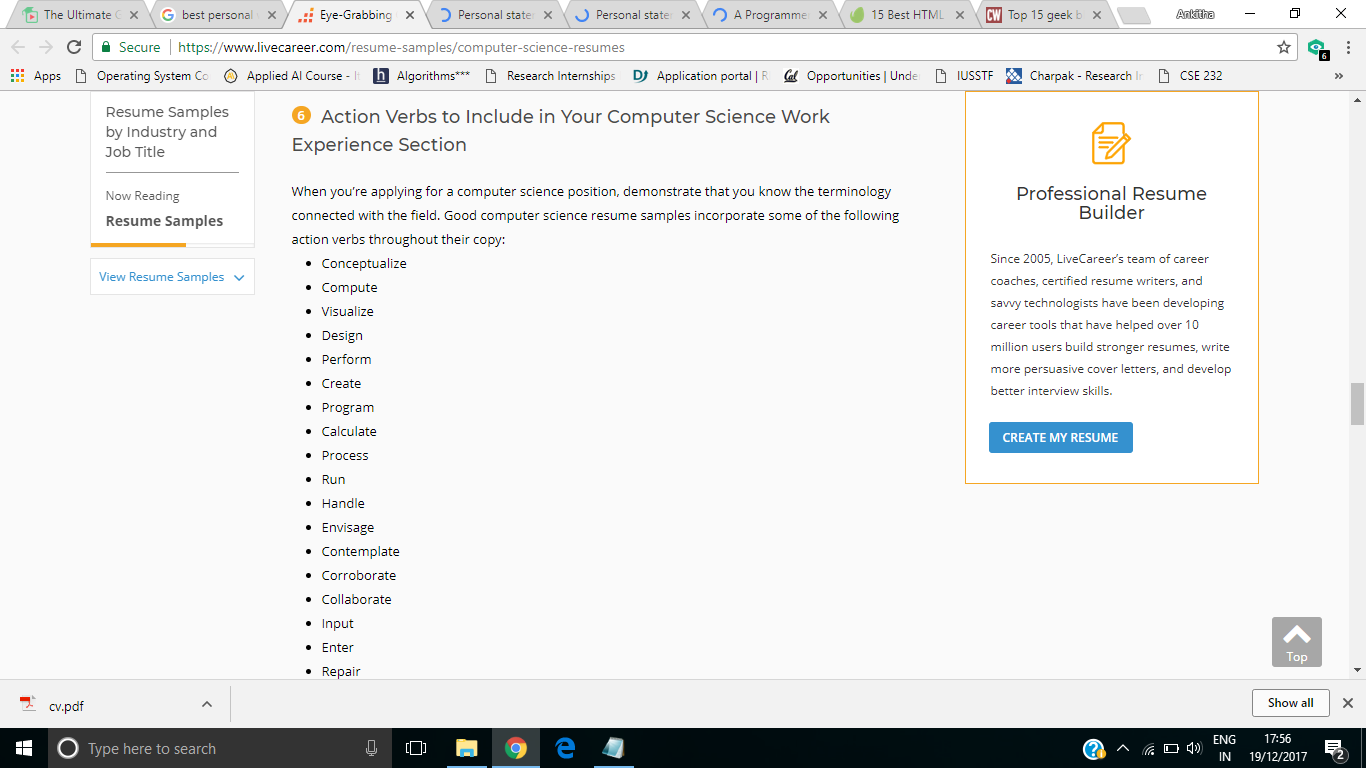 The Ultimate
best personal
Eye-Grabbing
Personal state
Personal state
A Programme
15 Best HTML
CW Top 15 geek b
Ankitha
Secure https://www.livecareer.com/resume-samples/computer-science-resumes
6
Apps
Operating System Co
Applied AI Course -
h Algorithms***
Research Internships
Application portal |
Cal Opportunities | Unde
IUSSTF
Charpak - Research
CSE 232
»
Resume Samples
by Industry and
Job Title
Now Reading
Resume Samples
View Resume Samples
6 Action Verbs to Include in Your Computer Science Work
Experience Section
When you’re applying for a computer science position, demonstrate that you know the terminology
connected with the field. Good computer science resume samples incorporate some of the following
action verbs throughout their copy:
• Conceptualize
• Compute
• Visualize
• Design
• Perform
• Create
• Program
• Calculate
• Process
• Run
• Handle
• Envisage
• Contemplate
• Corroborate
• Collaborate
• Input
• Enter
• Repair
Professional Resume
Builder
Since 2005, LiveCareer’s team of career
coaches, certified resume writers, and
savvy technologists have been developing
career tools that have helped over 10
million users build stronger resumes, write
more persuasive cover letters, and develop
better interview skills.
CREATE MY RESUME
Top
cv.pdf
Show all
Type here to search
ENG
IN
17:56
19/12/2017
2